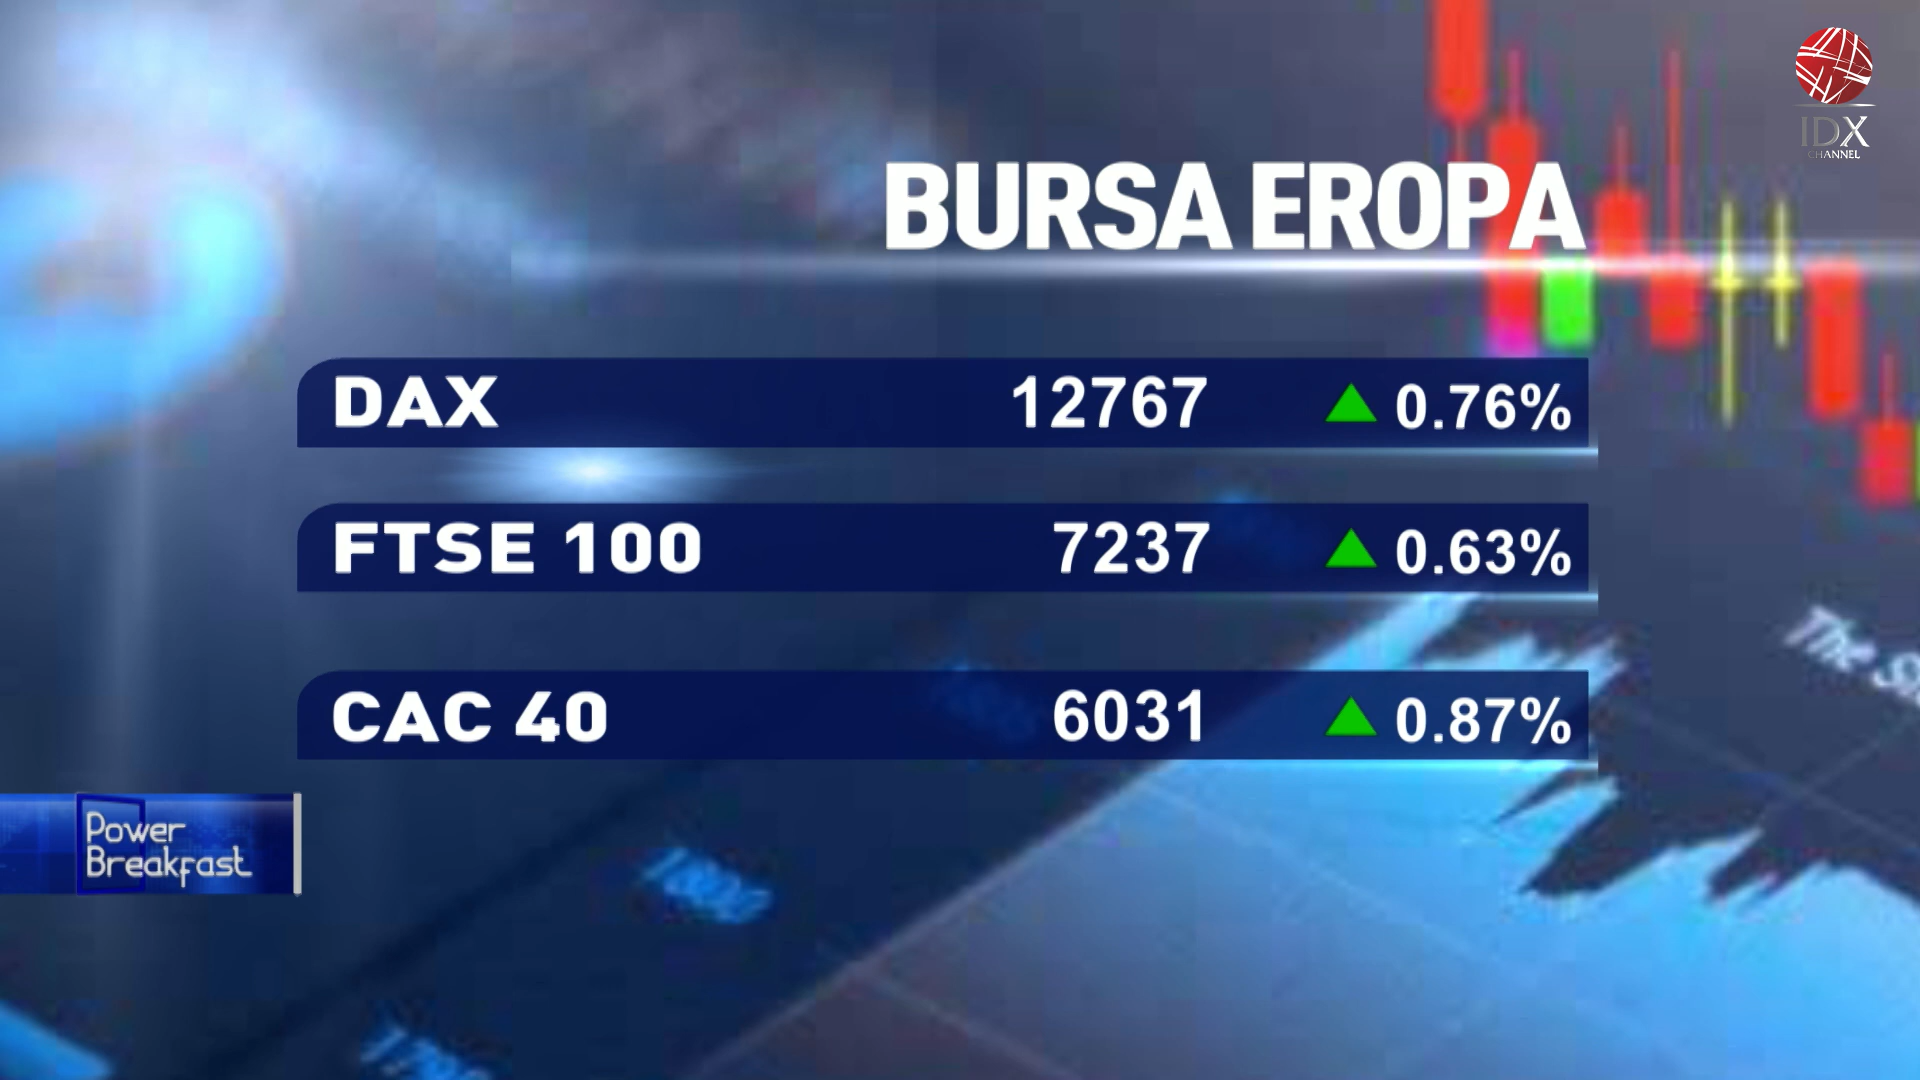 IDX
CHANNEL
BURSA EROPA
DAX 12767 0.76%
FTSE 100 7237 0.63%
CAC 40 6031 0.87%
The
Power
Breakfast